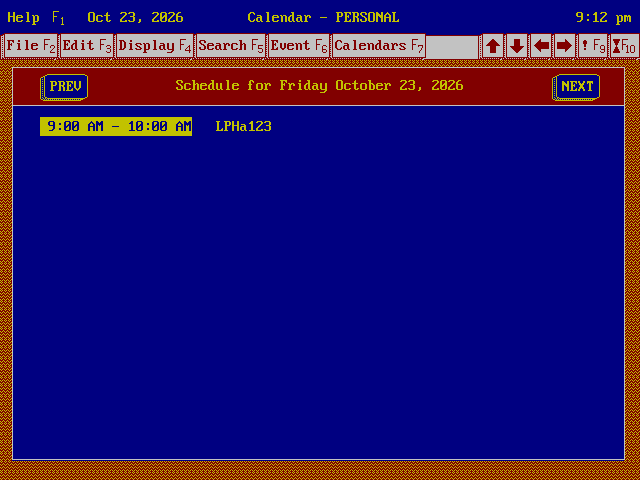 Help F1 Oct 23, 2026 Calendar - PERSONAL 9:12 pm
File F2 Edit F3 Display F4 Search F5 Event F6 Calendars F7 ! F9 F10
PREV Schedule for Friday October 23, 2026 NEXT
9:00 AM - 10:00 AM LPHa123